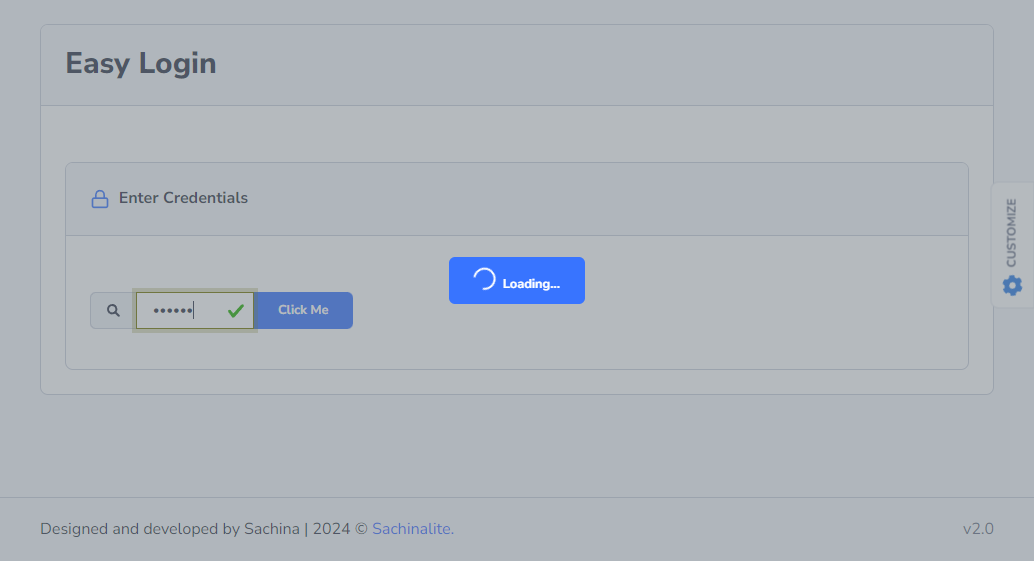 Easy Login
Enter Credentials
CUSTOMIZE
Loading...
••••••
Click Me
Designed and developed by Sachina | 2024 © Sachinalite.
v2.0